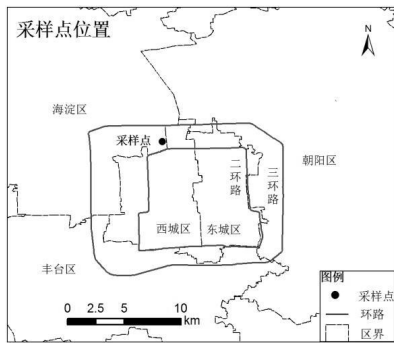 采样点位置
N
海淀区
采样点
朝阳区
二环路
三环路
西城区
东城区
丰台区
图例
采样点
环路
区界
0 2.5 5 10
km